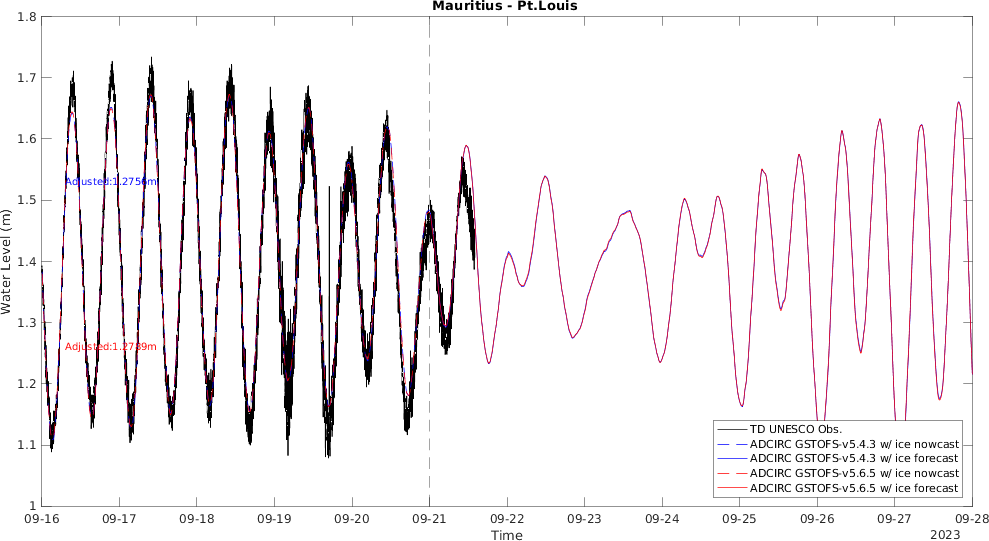 Mauritius - Pt.Louis
Water Level (m)
1.8
1.7
1.6
1.5
1.4
1.3
1.2
1.1
1
Adjusted:1.2756m
Adjusted:1.2789m
TD UNESCO Obs.
ADCIRC GSTOFS-v5.4.3 w/ ice nowcast
ADCIRC GSTOFS-v5.4.3 w/ ice forecast
ADCIRC GSTOFS-v5.6.5 w/ ice nowcast
ADCIRC GSTOFS-v5.6.5 w/ ice forecast
09-16 09-17 09-18 09-19 09-20 09-21 09-22 09-23 09-24 09-25 09-26 09-27 09-28
Time
2023